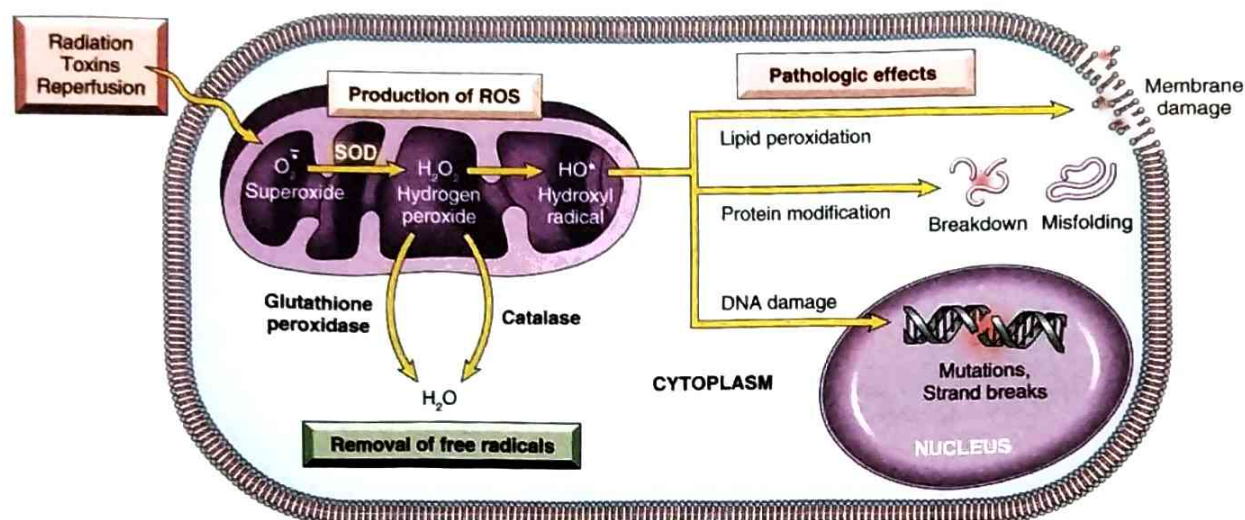 Radiation
Toxins
Reperfusion
Production of ROS
Pathologic effects
Membrane
damage
SOD
O₂•̄
Superoxide
H₂O₂
Hydrogen
peroxide
HO•
Hydroxyl
radical
Lipid peroxidation
Protein modification
Breakdown
Misfolding
Glutathione
peroxidase
Catalase
DNA damage
H₂O
CYTOPLASM
Mutations,
Strand breaks
NUCLEUS
Removal of free radicals